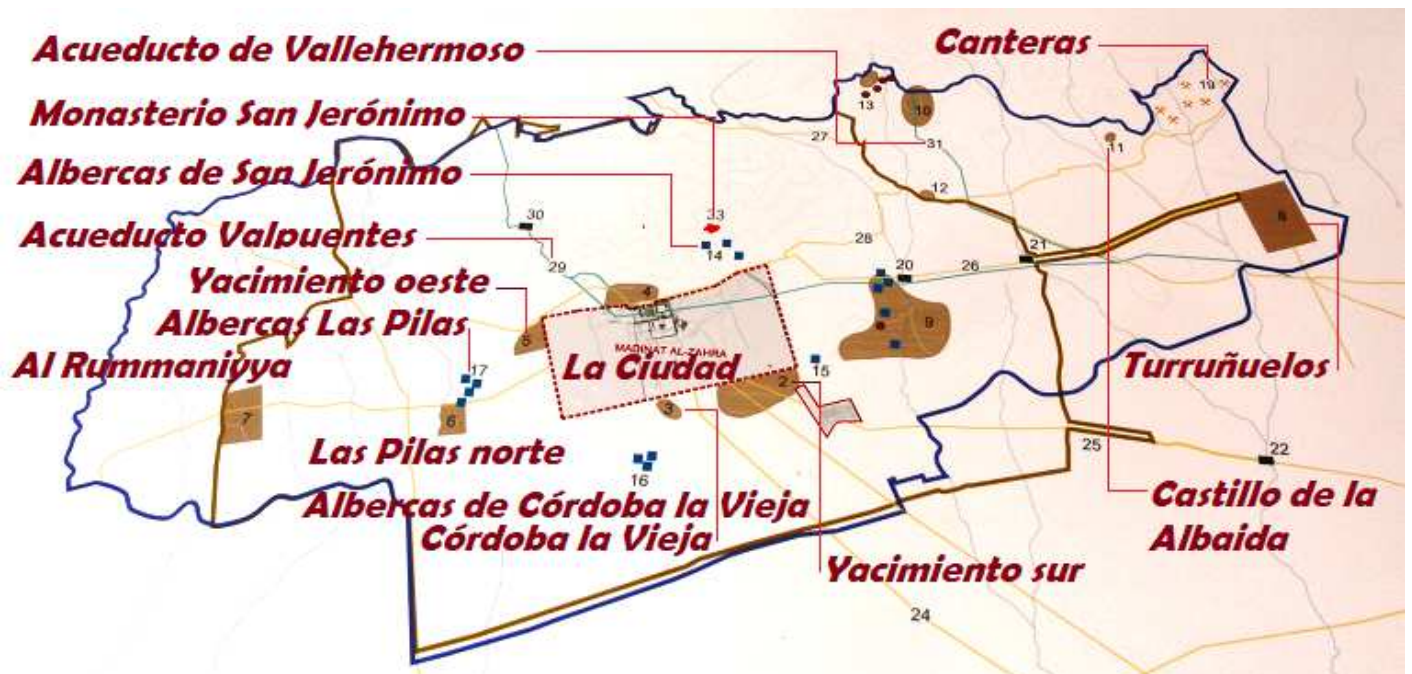 Acueducto de Vallehermoso
Canteras
Monasterio San Jerónimo
Albercas de San Jerónimo
Acueducto Valpuentes
Yacimiento oeste
Albercas Las Pilas
Al Rummaniyya
La Ciudad
MADINAT AL-ZAHRA
Turruñuelos
Las Pilas norte
Albercas de Córdoba la Vieja
Córdoba la Vieja
Castillo de la
Albaida
Yacimiento sur
13
10
19
27
31
11
12
30
33
14
28
21
29
20
26
4
5
9
17
15
2
7
6
3
25
22
16
24